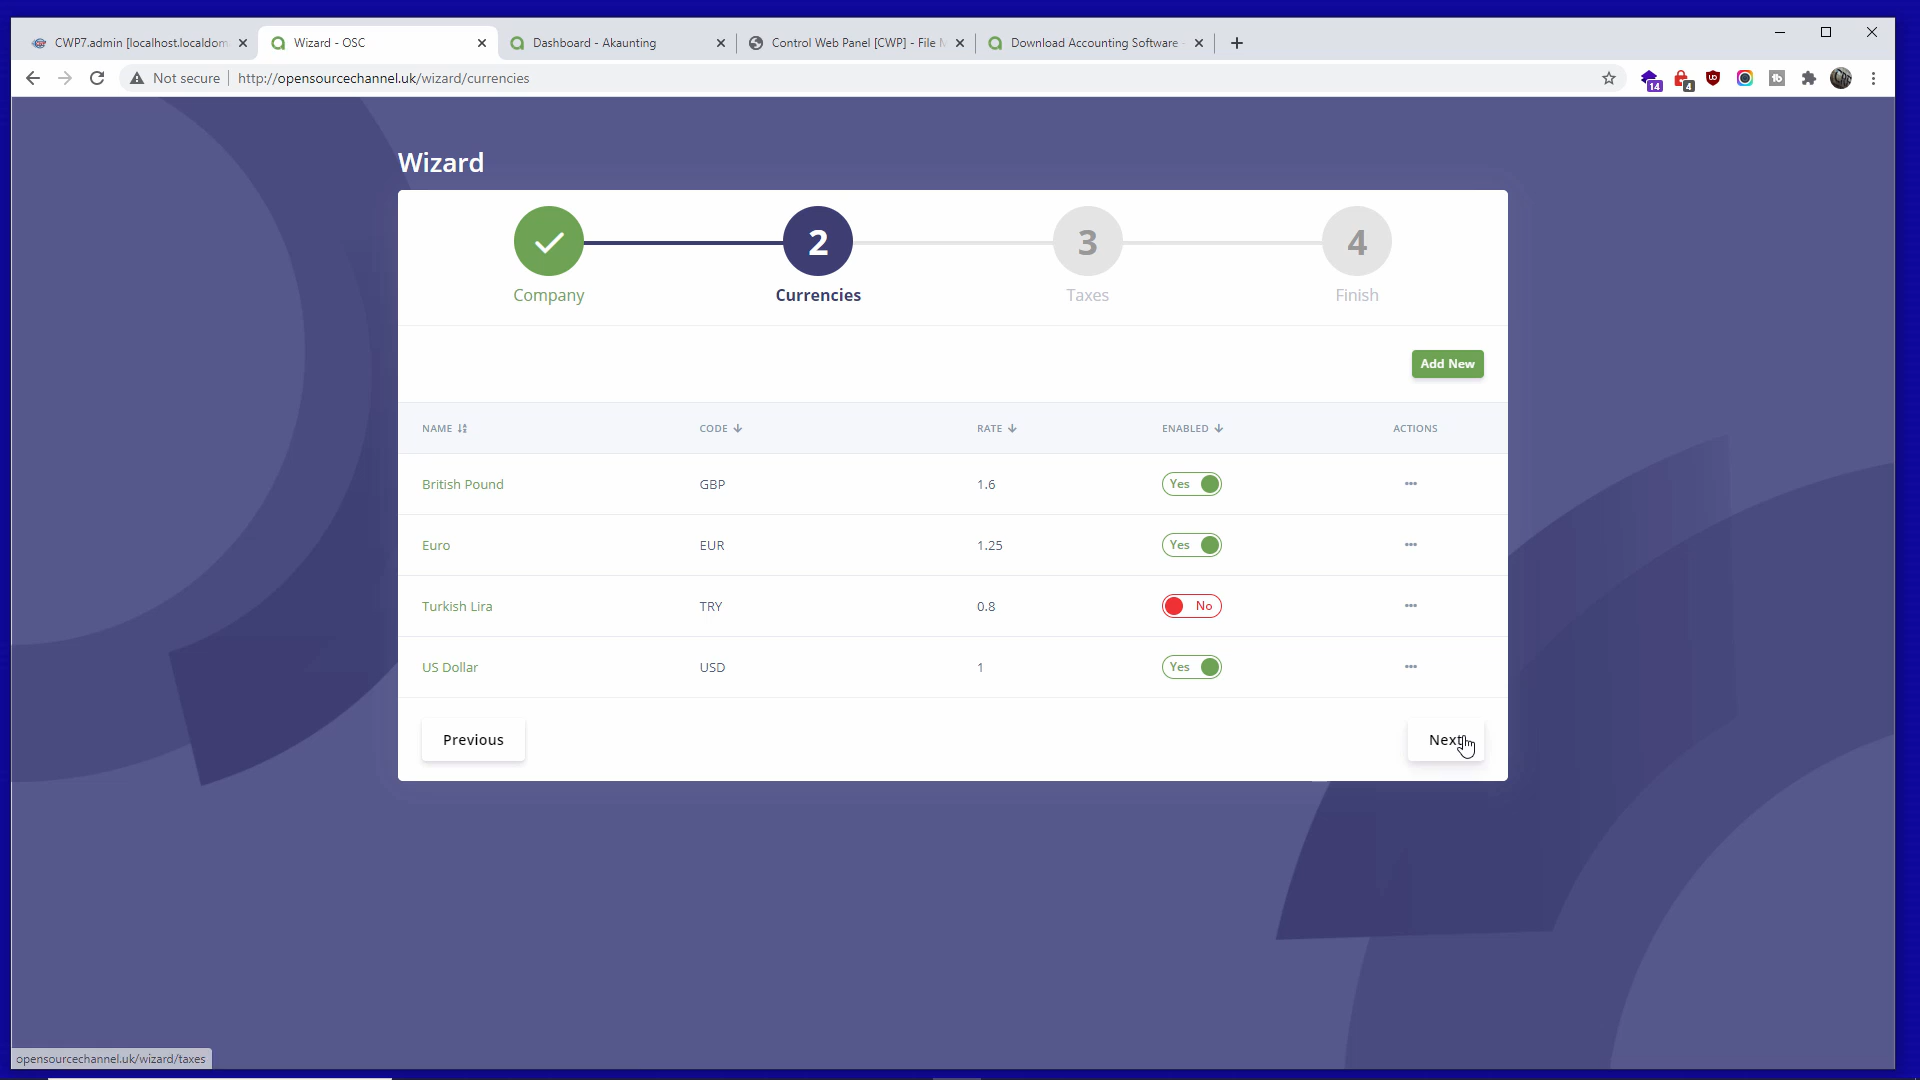 CWP7.admin [localhost.localdom
Wizard - OSC
Dashboard - Akaunting
Control Web Panel [CWP] - File M
Download Accounting Software -
Not secure
http://opensourcechannel.uk/wizard/currencies
14
4
Wizard
2
3
4
Company
Currencies
Taxes
Finish
Add New
NAME
CODE
RATE
ENABLED
ACTIONS
British Pound
GBP
1.6
Yes
Euro
EUR
1.25
Yes
Turkish Lira
TRY
0.8
No
US Dollar
USD
1
Yes
Previous
Next
opensourcechannel.uk/wizard/taxes